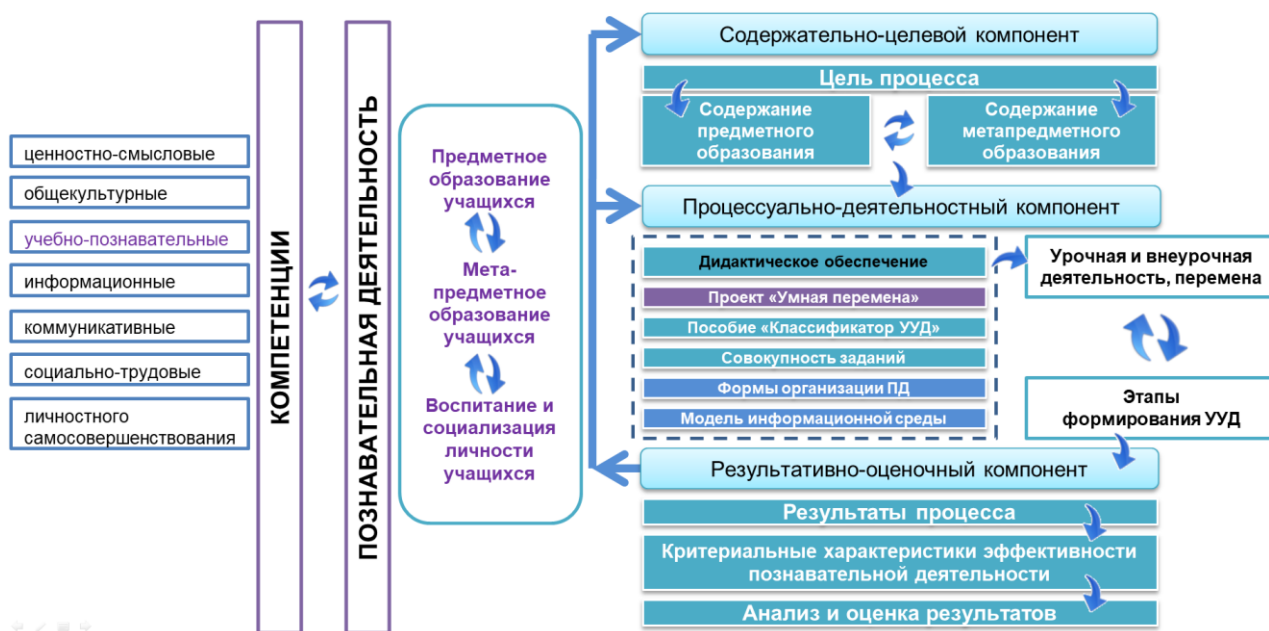 ценностно-смысловые
общекультурные
учебно-познавательные
информационные
коммуникативные
социально-трудовые
личностного
самосовершенствования
КОМПЕТЕНЦИИ
ПОЗНАВАТЕЛЬНАЯ ДЕЯТЕЛЬНОСТЬ
Предметное
образование
учащихся
Мета-
предметное
образование
учащихся
Воспитание и
социализация
личности
учащихся
Содержательно-целевой компонент
Цель процесса
Содержание
предметного
образования
Содержание
метапредметного
образования
Процессуально-деятельностный компонент
Дидактическое обеспечение
Проект «Умная перемена»
Пособие «Классификатор УУД»
Совокупность заданий
Формы организации ПД
Модель информационной среды
Урочная и внеурочная
деятельность, перемена
Этапы
формирования УУД
Результативно-оценочный компонент
Результаты процесса
Критериальные характеристики эффективности
познавательной деятельности
Анализ и оценка результатов